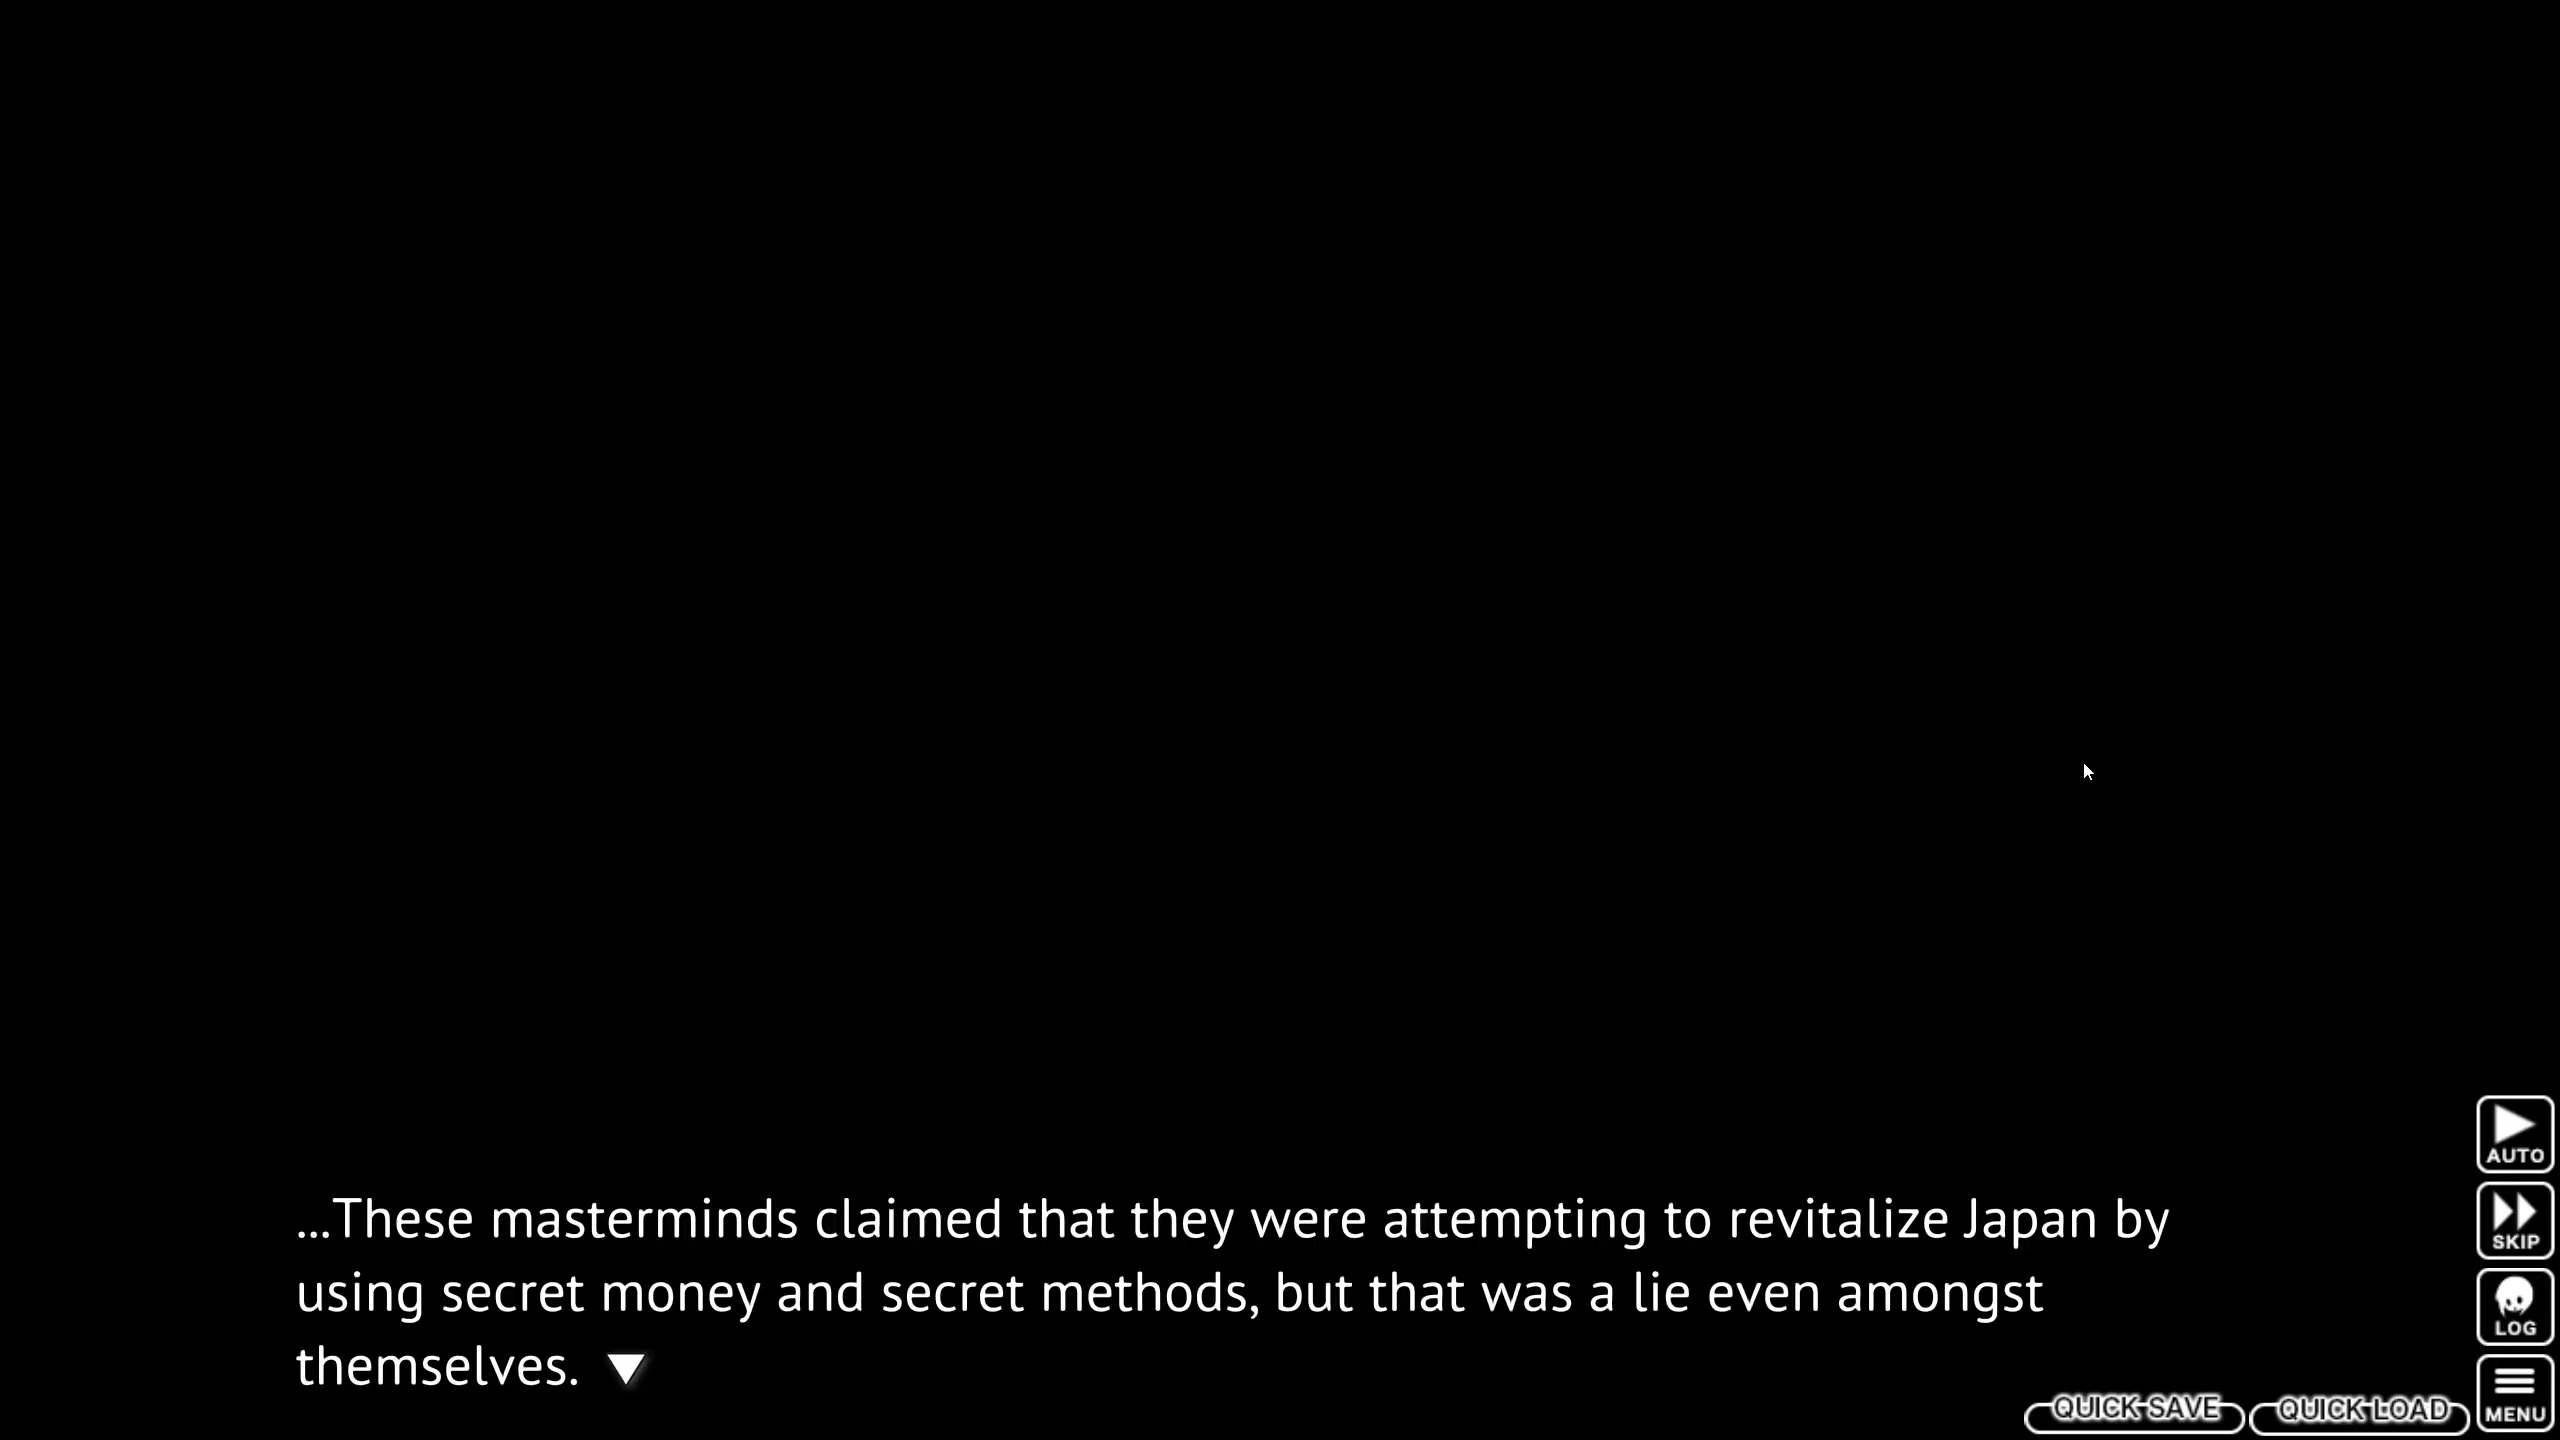 ...These masterminds claimed that they were attempting to revitalize Japan by
using secret money and secret methods, but that was a lie even amongst
themselves.
AUTO
SKIP
LOG
MENU
QUICK SAVE
QUICK LOAD